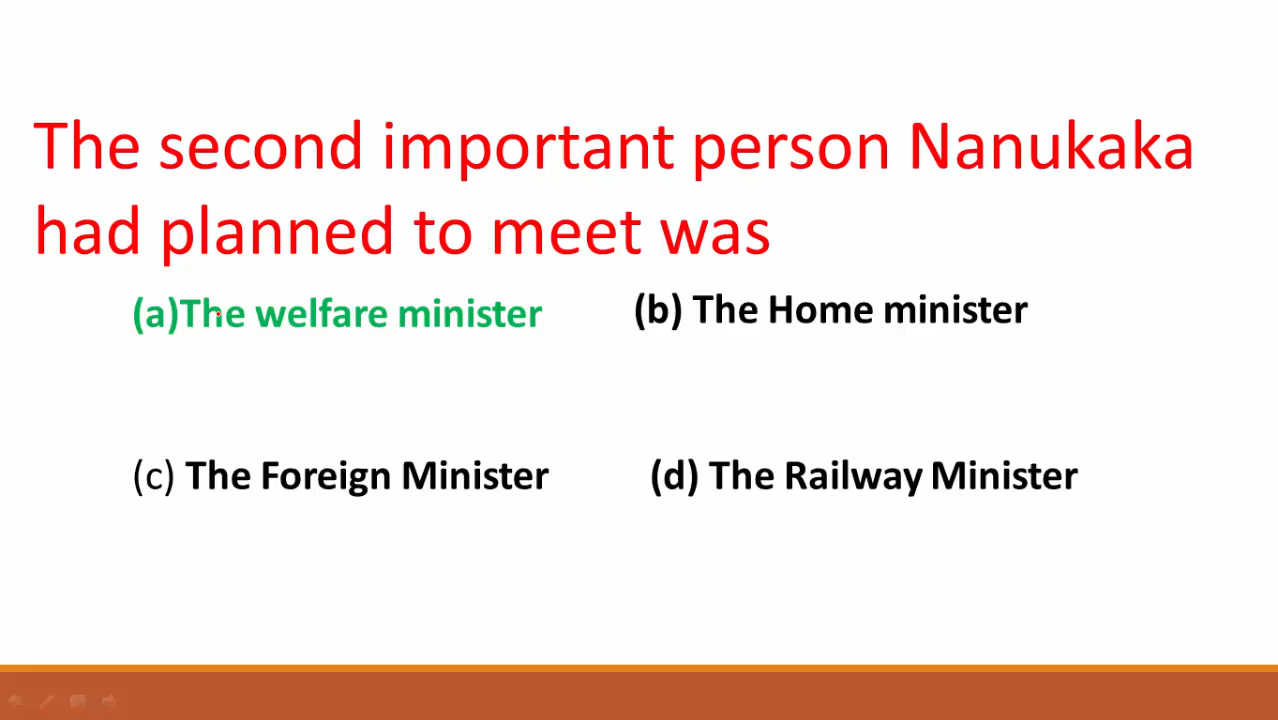 The second important person Nanukaka
had planned to meet was
(a)The welfare minister
(b) The Home minister
(c) The Foreign Minister
(d) The Railway Minister